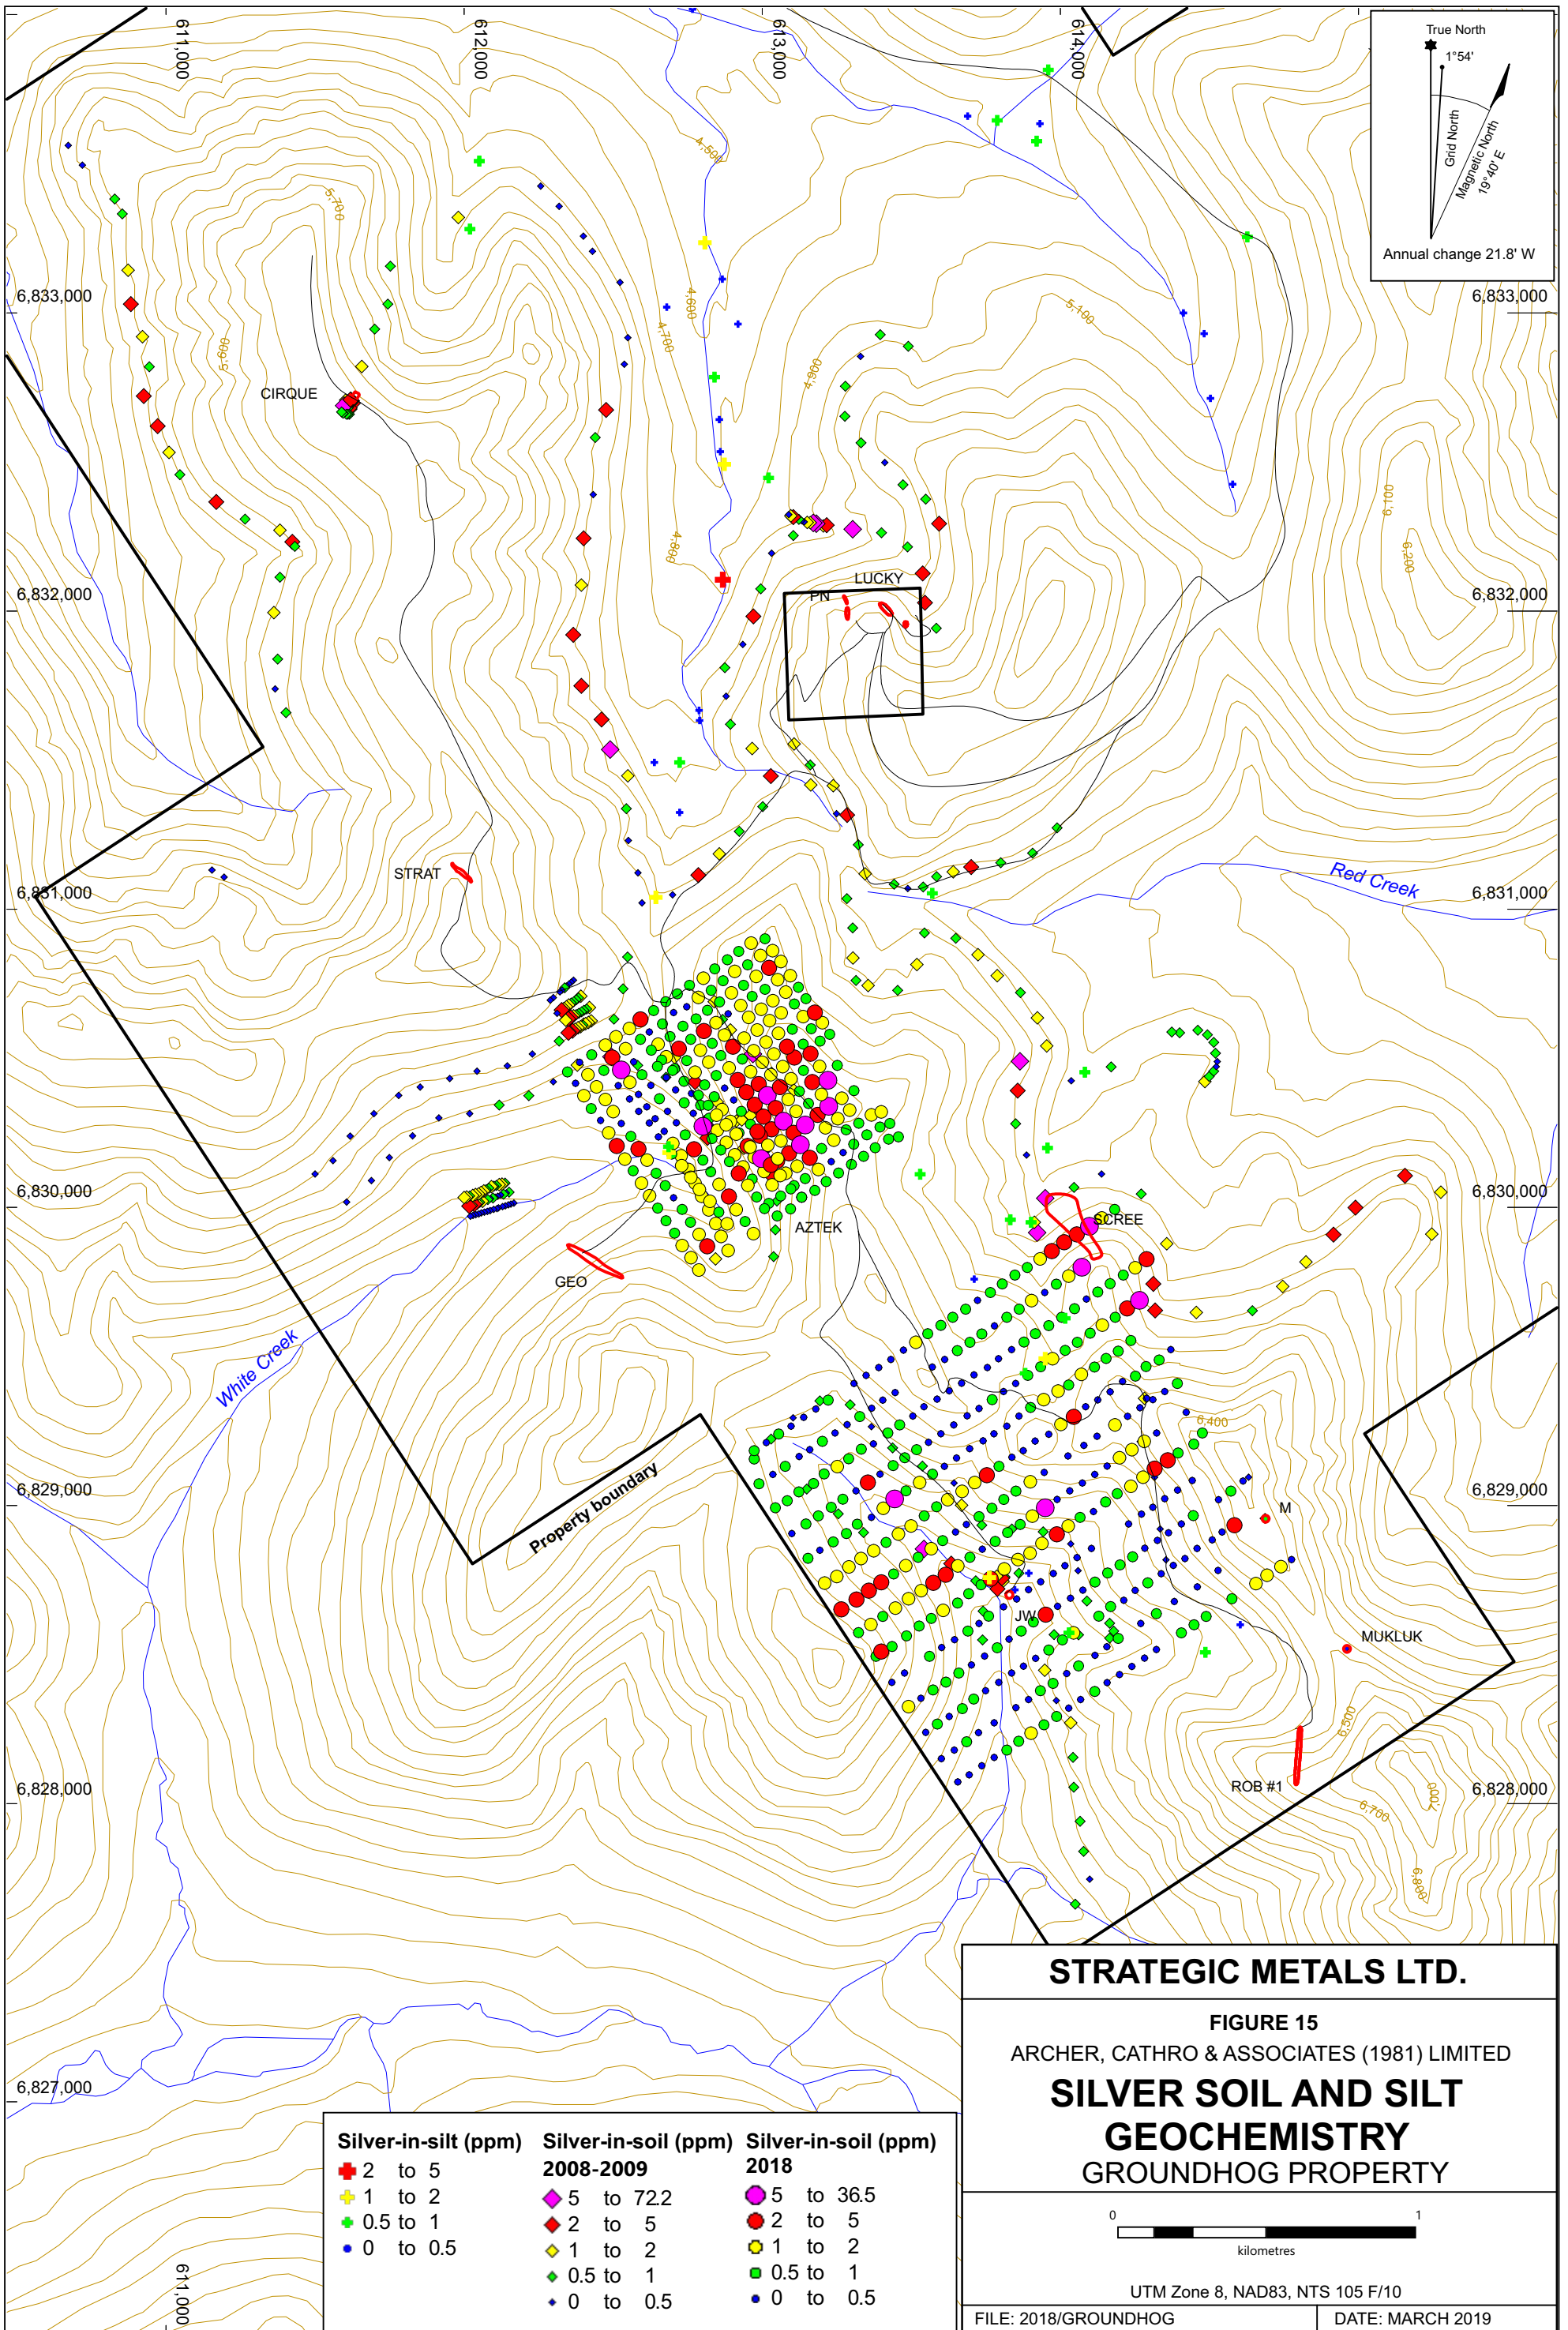 611,000
612,000
613,000
614,000
True North
1°54'
Grid North
Magnetic North
19°40' E
Annual change 21.8' W
4,500
5,700
6,833,000
6,833,000
4,600
5,100
4,700
5,600
4,900
CIRQUE
6,100
6,200
4,800
LUCKY
PN
6,832,000
6,832,000
STRAT
Red Creek
6,831,000
6,831,000
6,830,000
6,830,000
SCREE
AZTEK
GEO
White Creek
6,400
Property boundary
6,829,000
6,829,000
M
JW
MUKLUK
6,500
ROB #1
6,828,000
6,828,000
6,700
7,000
6,800
6,827,000
611,000
STRATEGIC METALS LTD.
FIGURE 15
ARCHER, CATHRO & ASSOCIATES (1981) LIMITED
SILVER SOIL AND SILT
GEOCHEMISTRY
GROUNDHOG PROPERTY
0 1
kilometres
UTM Zone 8, NAD83, NTS 105 F/10
FILE: 2018/GROUNDHOG
DATE: MARCH 2019
Silver-in-silt (ppm)
2 to 5
1 to 2
0.5 to 1
0 to 0.5
Silver-in-soil (ppm)
2008-2009
5 to 72.2
2 to 5
1 to 2
0.5 to 1
0 to 0.5
Silver-in-soil (ppm)
2018
5 to 36.5
2 to 5
1 to 2
0.5 to 1
0 to 0.5